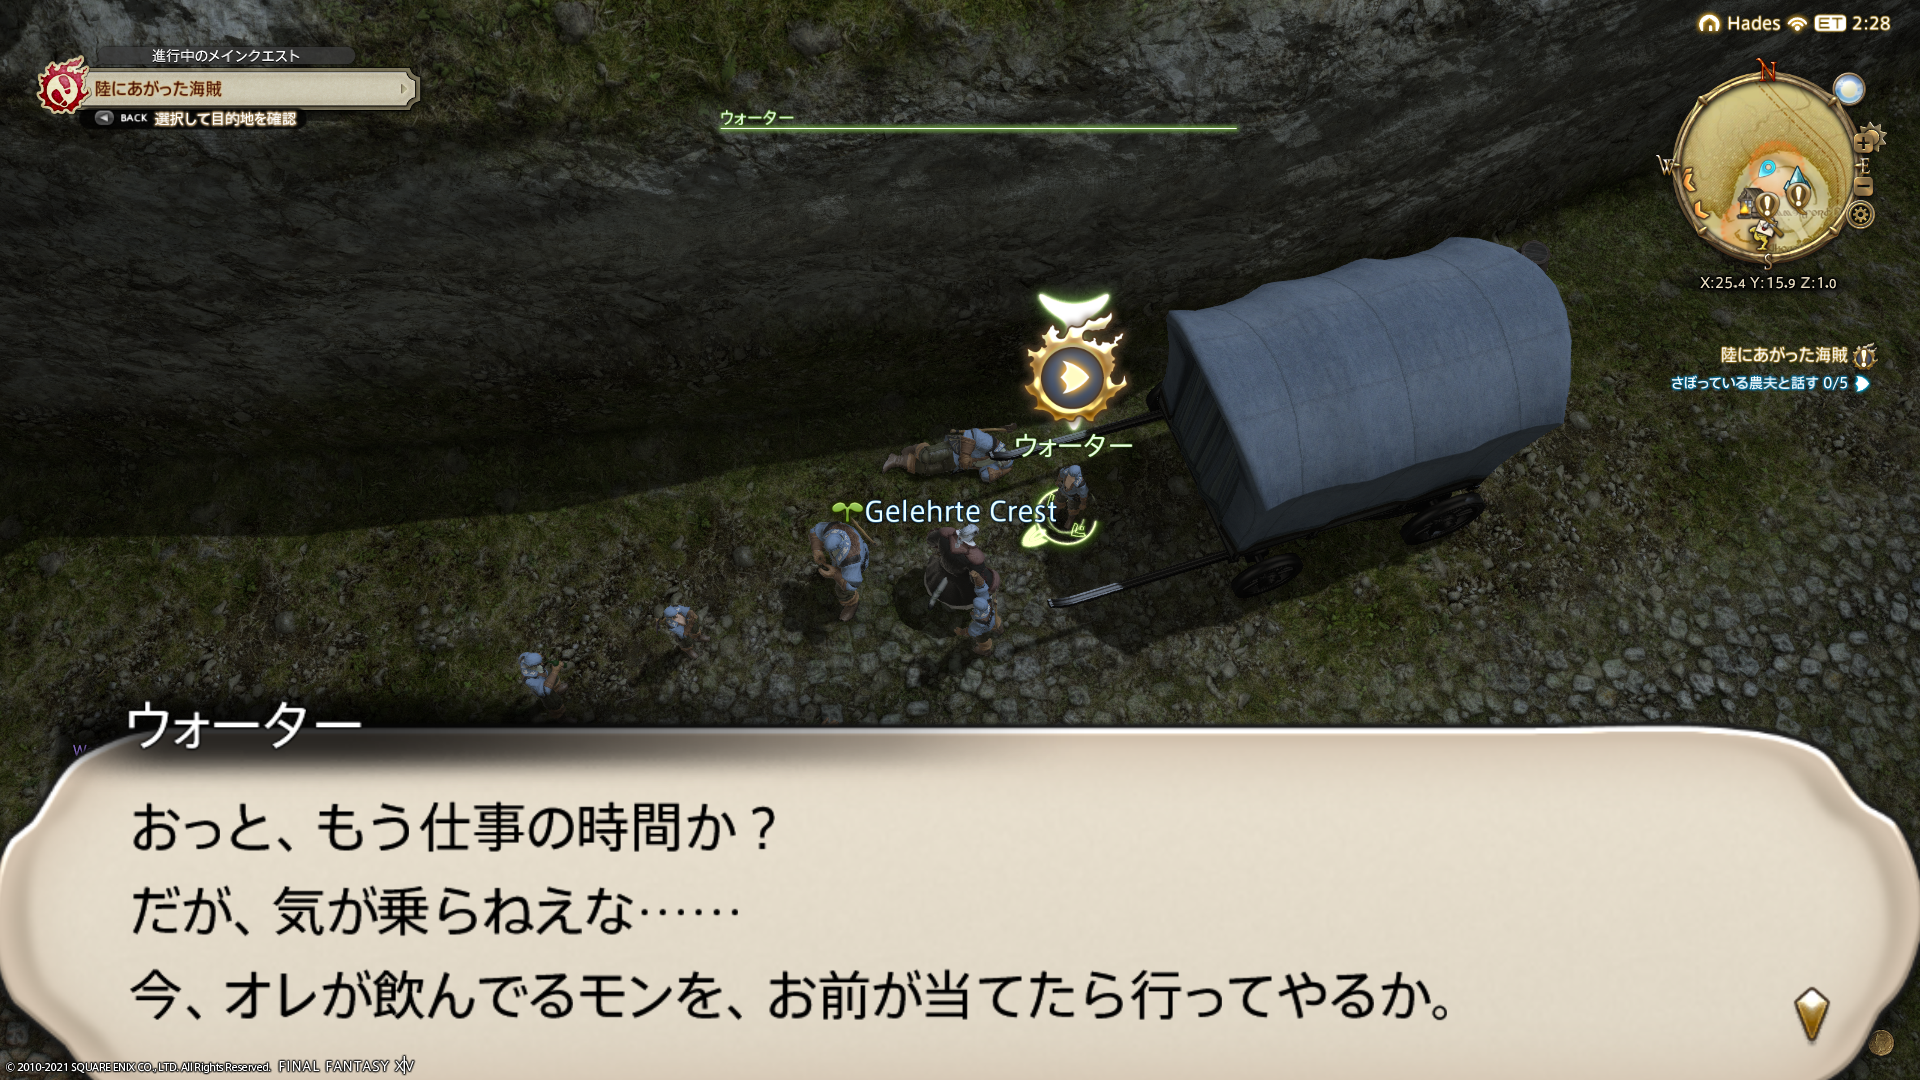 進行中のメインクエスト
陸にあがった海賊
BACK 選択して目的地を確認
ウォーター
Hades ET 2:28
N
W
E
S
X:25.4 Y:15.9 Z:1.0
陸にあがった海賊
さぼっている農夫と話す 0/5
ウォーター
Gelehrte Crest
ウォーター
おっと、もう仕事の時間か？
だが、気が乗らねえな……
今、オレが飲んでるモンを、お前が当てたら行ってやるか。
© 2010-2021 SQUARE ENIX CO., LTD. All Rights Reserved. FINAL FANTASY XIV